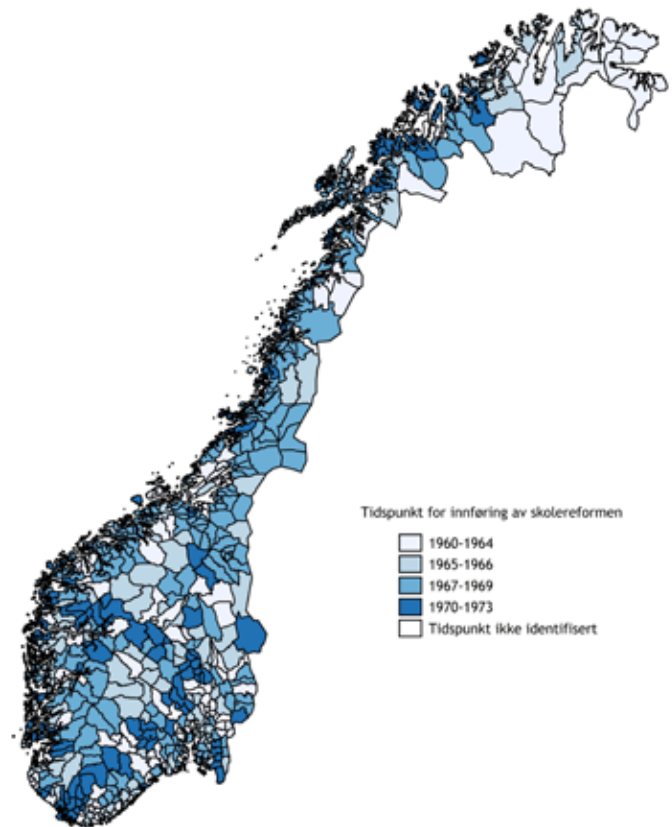 Tidspunkt for innføring av skolereformen
1960-1964
1965-1966
1967-1969
1970-1973
Tidspunkt ikke identifisert